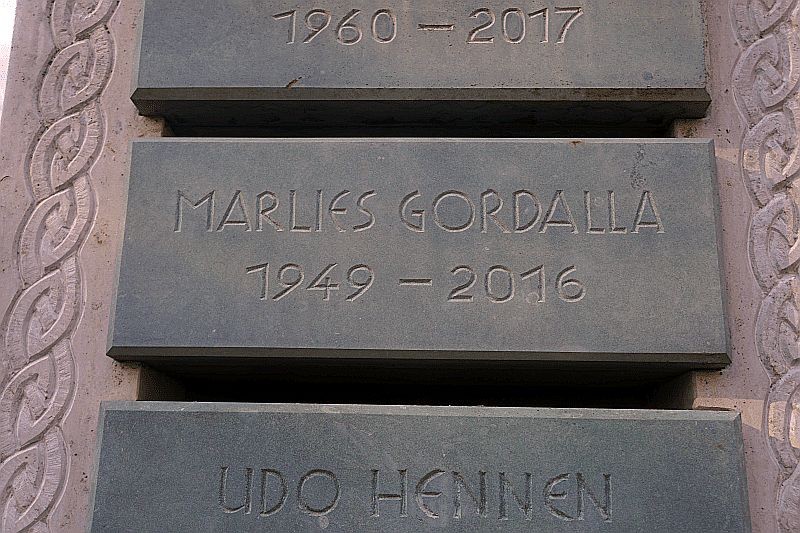 1960 – 2017
MARLIES GORDALLA
1949 – 2016
UDO HENNEN